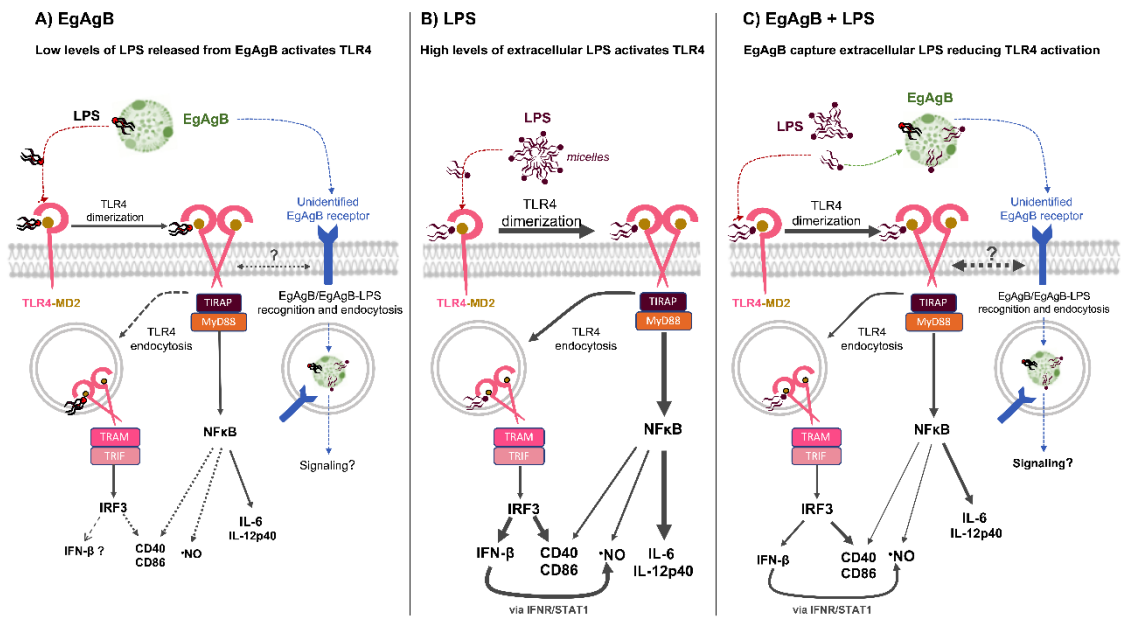 A) EgAgB
Low levels of LPS released from EgAgB activates TLR4
LPS
EgAgB
TLR4
dimerization
Unidentified
EgAgB receptor
?
TLR4-MD2
TIRAP
MyD88
EgAgB/EgAgB-LPS
recognition and endocytosis
TLR4
endocytosis
TRAM
TRIF
NFκB
Signaling?
IRF3
IFN-β ?
CD40
CD86
•NO
IL-6
IL-12p40
B) LPS
High levels of extracellular LPS activates TLR4
LPS
micelles
TLR4
dimerization
TLR4-MD2
TIRAP
MyD88
TLR4
endocytosis
TRAM
TRIF
NFκB
IRF3
IFN-β
CD40
CD86
•NO
IL-6
IL-12p40
via IFNR/STAT1
C) EgAgB + LPS
EgAgB capture extracellular LPS reducing TLR4 activation
EgAgB
LPS
TLR4
dimerization
Unidentified
EgAgB receptor
?
TLR4-MD2
TIRAP
MyD88
EgAgB/EgAgB-LPS
recognition and endocytosis
TLR4
endocytosis
TRAM
TRIF
NFκB
Signaling?
IRF3
IL-6
IL-12p40
IFN-β
CD40
CD86
•NO
via IFNR/STAT1